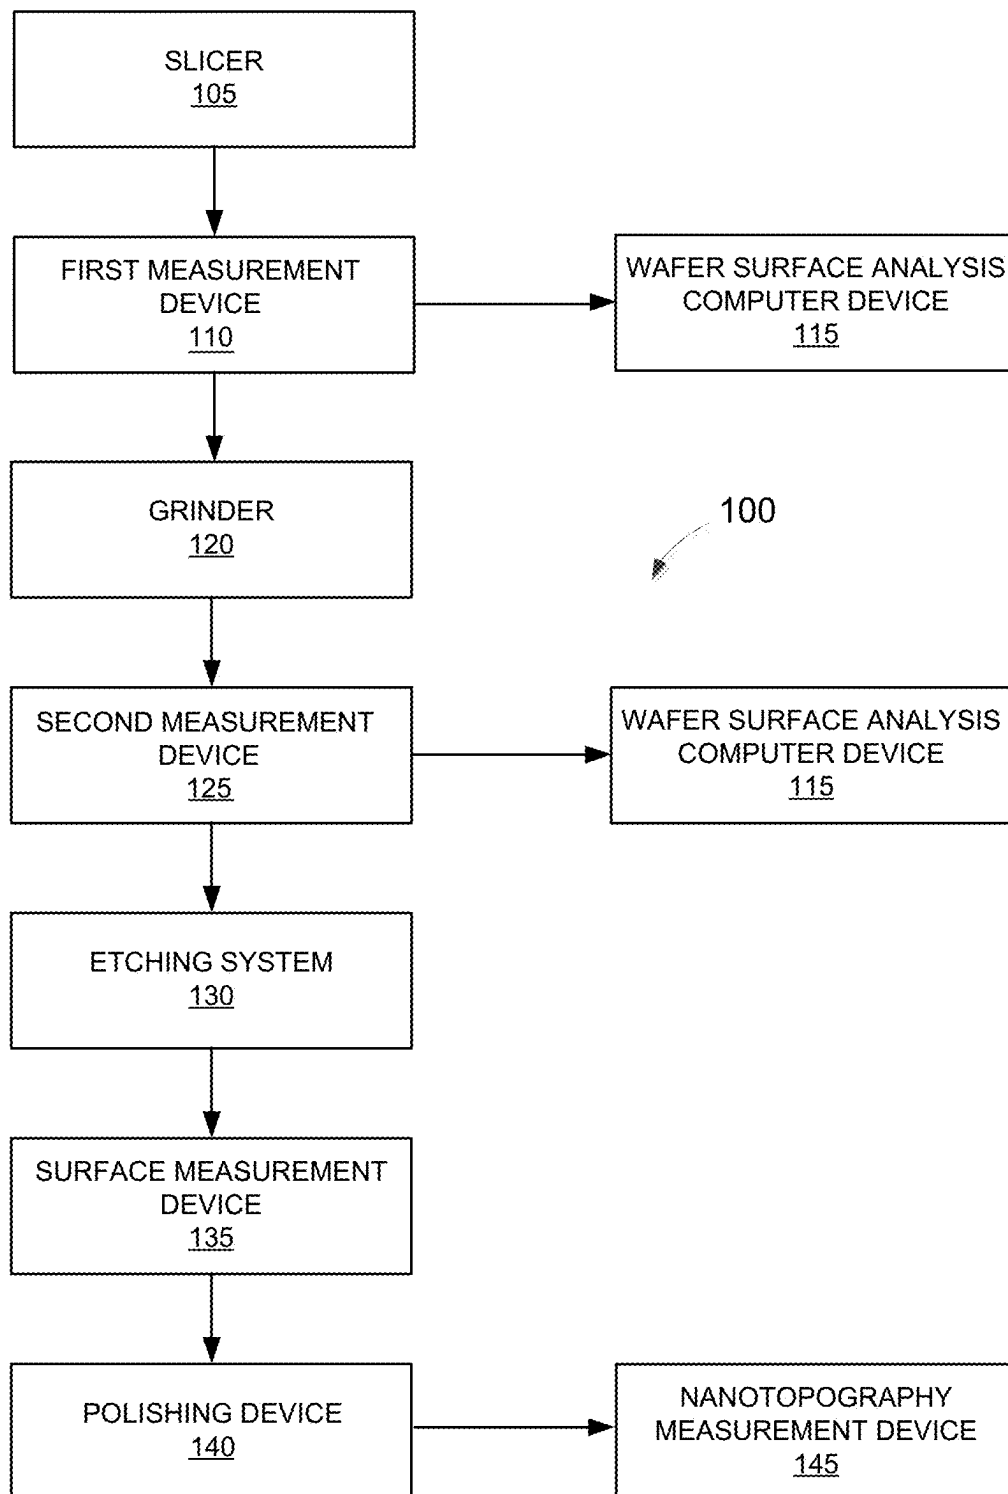 SLICER
105
FIRST MEASUREMENT
DEVICE
110
WAFER SURFACE ANALYSIS
COMPUTER DEVICE
115
GRINDER
120
100
SECOND MEASUREMENT
DEVICE
125
WAFER SURFACE ANALYSIS
COMPUTER DEVICE
115
ETCHING SYSTEM
130
SURFACE MEASUREMENT
DEVICE
135
POLISHING DEVICE
140
NANOTOPOGRAPHY
MEASUREMENT DEVICE
145